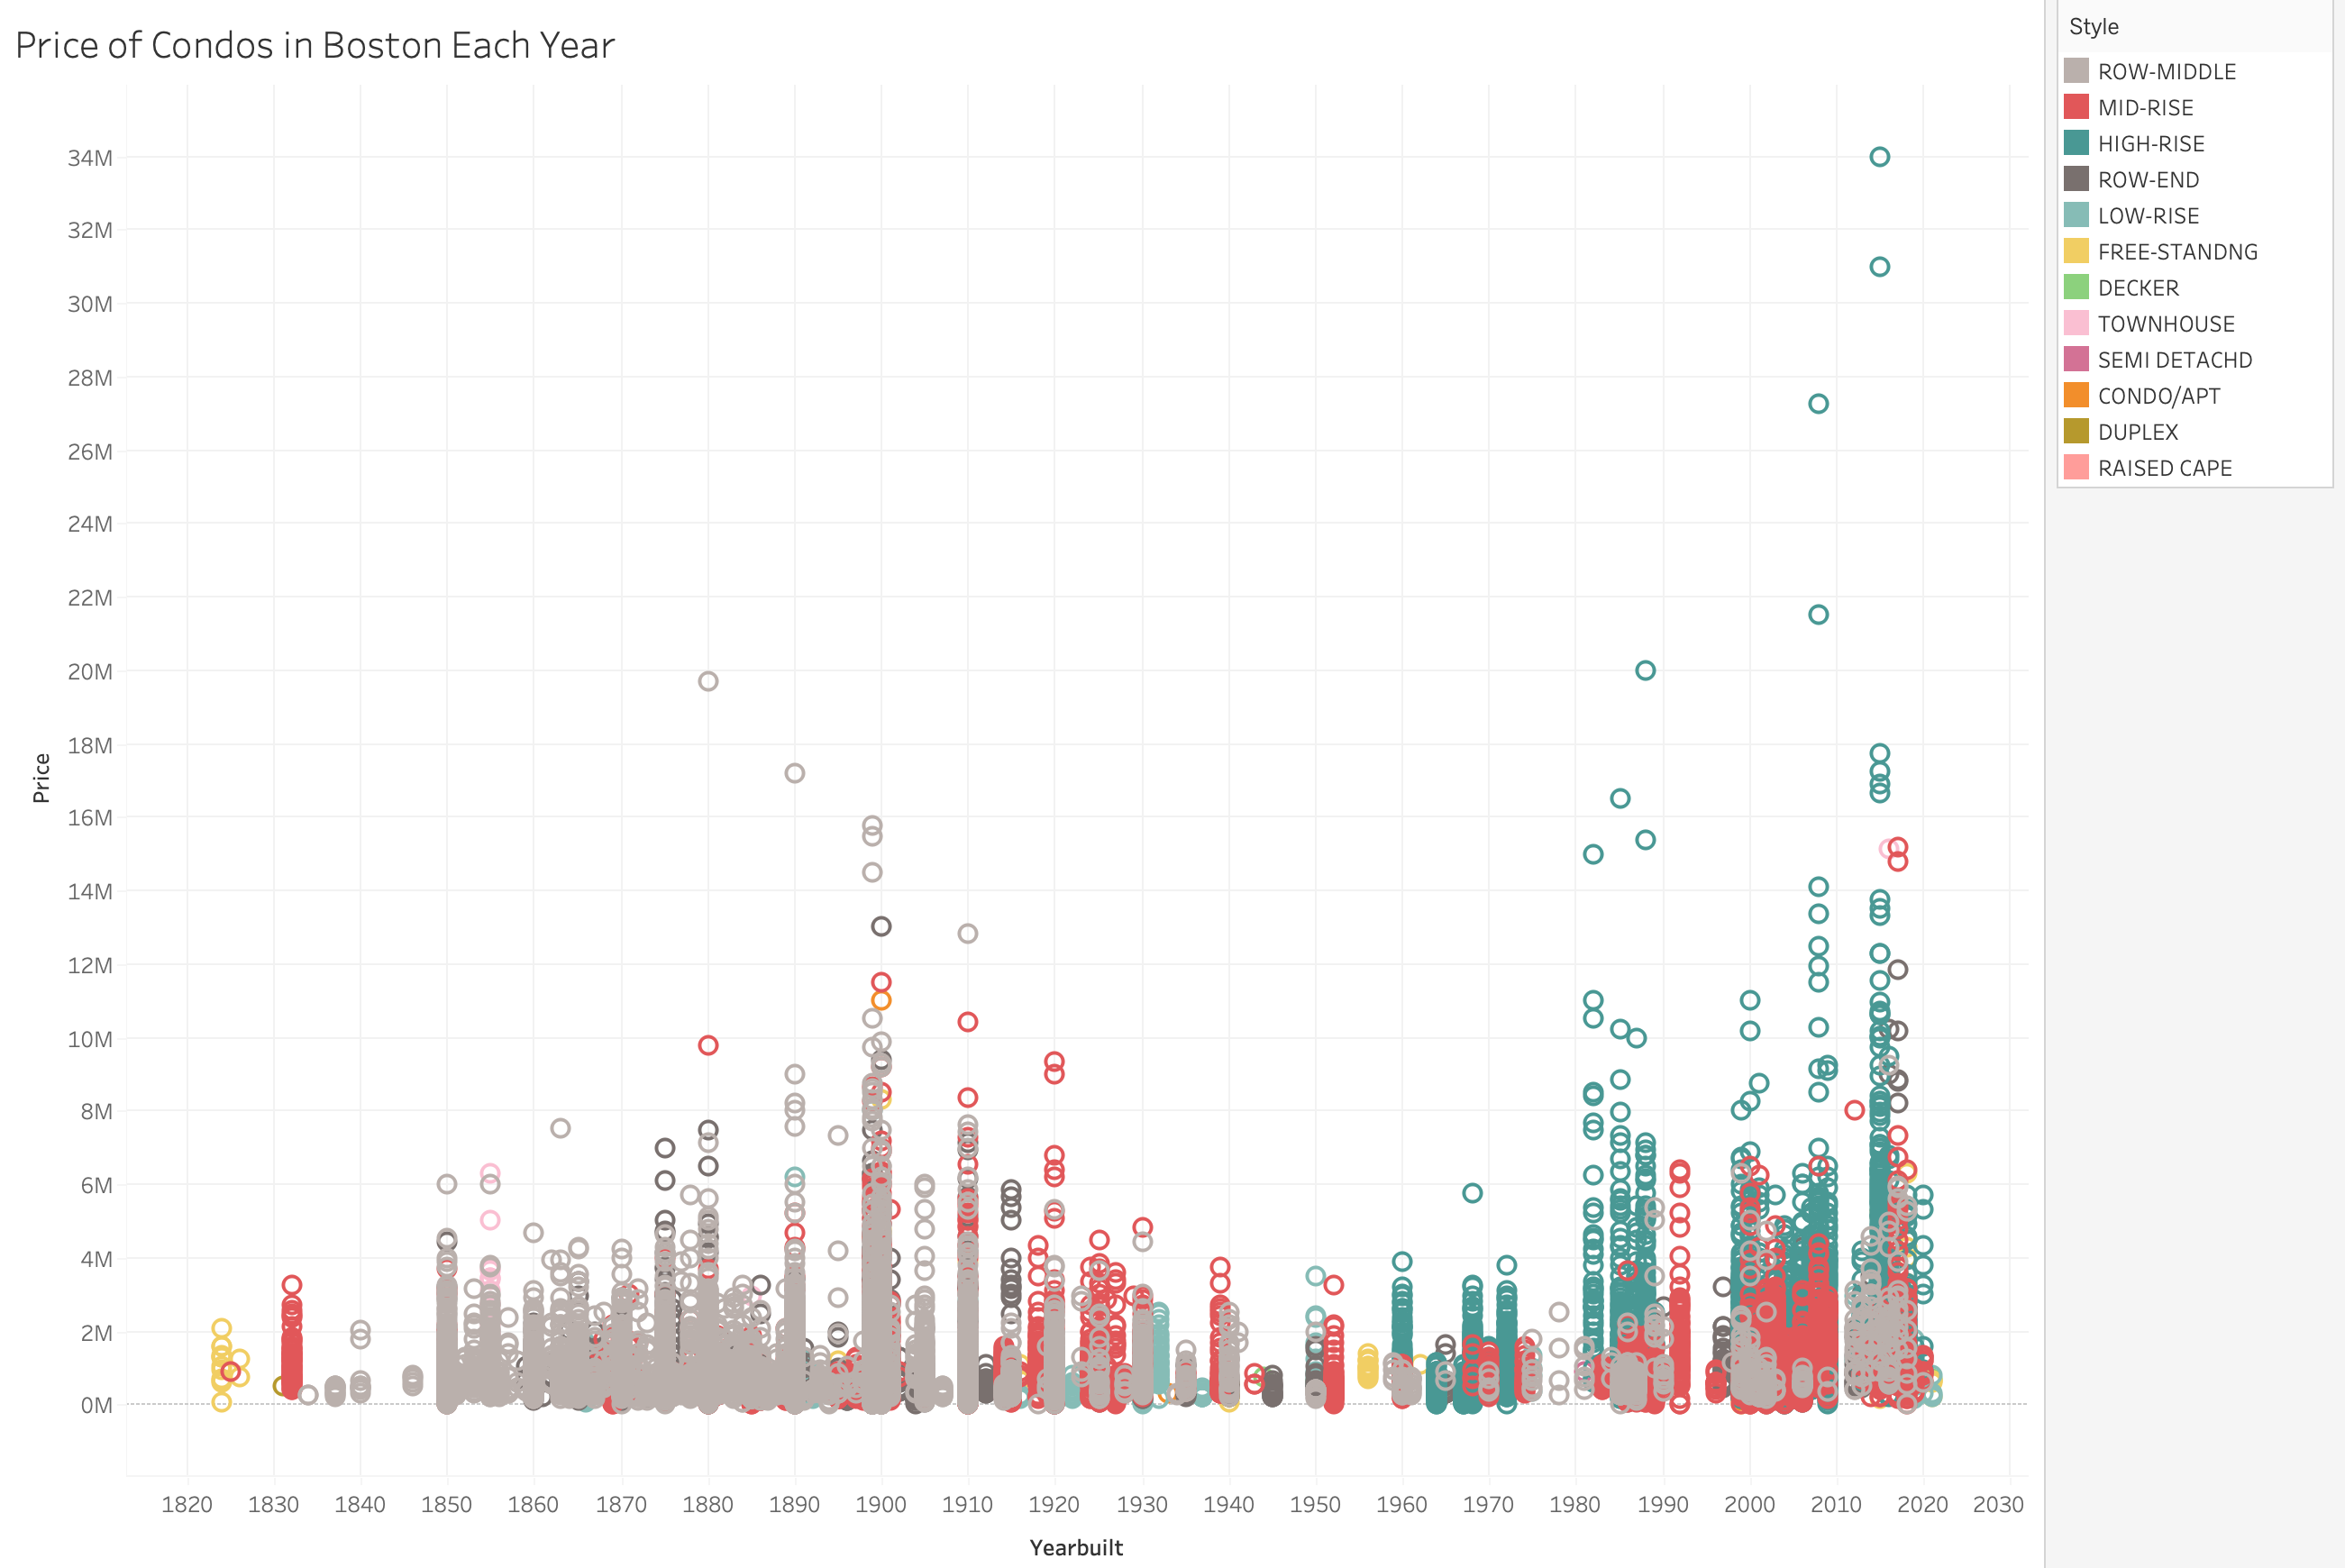 Price of Condos in Boston Each Year
Style
ROW-MIDDLE
MID-RISE
HIGH-RISE
ROW-END
LOW-RISE
FREE-STANDNG
DECKER
TOWNHOUSE
SEMI DETACHD
CONDO/APT
DUPLEX
RAISED CAPE
34M
32M
30M
28M
26M
24M
22M
20M
18M
16M
14M
12M
10M
8M
6M
4M
2M
0M
Price
1820 1830 1840 1850 1860 1870 1880 1890 1900 1910 1920 1930 1940 1950 1960 1970 1980 1990 2000 2010 2020 2030
Yearbuilt